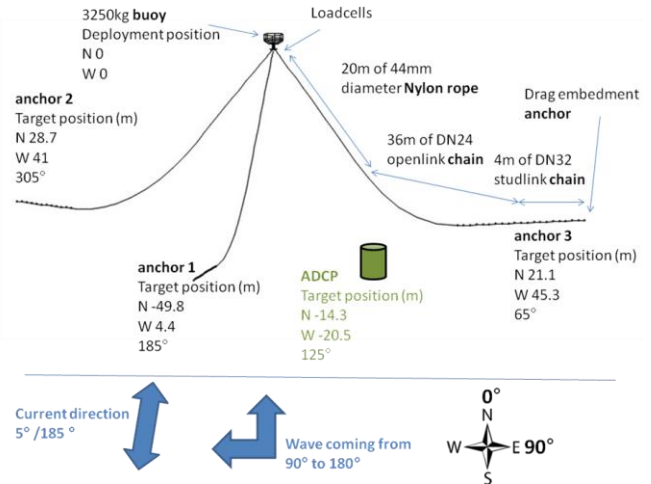 3250kg buoy
Deployment position
N 0
W 0
Loadcells
20m of 44mm
diameter Nylon rope
Drag embedment
anchor
anchor 2
Target position (m)
N 28.7
W 41
305°
36m of DN24
openlink chain
4m of DN32
studlink chain
anchor 3
Target position (m)
N 21.1
W 45.3
65°
anchor 1
Target position (m)
N -49.8
W 4.4
185°
ADCP
Target position (m)
N -14.3
W -20.5
125°
Current direction
5° /185 °
Wave coming from
90° to 180°
0°
N
W
E 90°
S